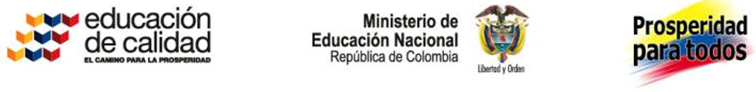 educación
de calidad
EL CAMINO PARA LA PROSPERIDAD
Ministerio de
Educación Nacional
República de Colombia
Libertad y Orden
Prosperidad
para todos